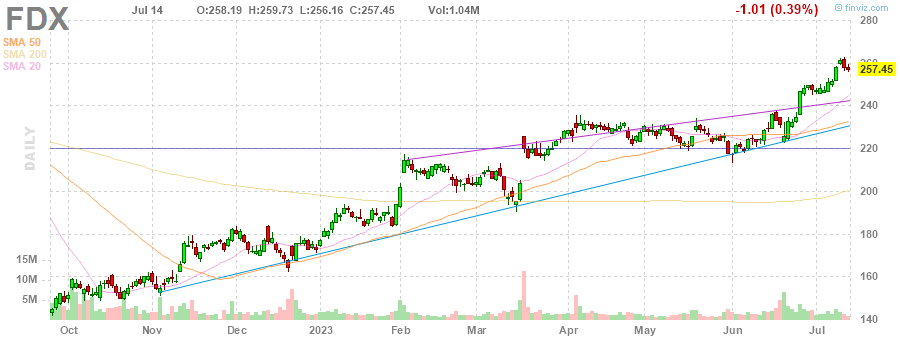 FDX Jul 14 O:258.19 H:259.73 L:256.16 C:257.45 Vol:1.04M -1.01 (0.39%) finviz.com
SMA 50
SMA 200
SMA 20
280
260
257.45
240
220
200
180
160
140
DAILY
15M
10M
5M
Oct Nov Dec 2023 Feb Mar Apr May Jun Jul